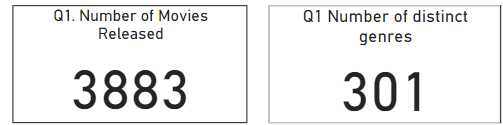 Q1. Number of Movies
Released
3883
Q1 Number of distinct
genres
301